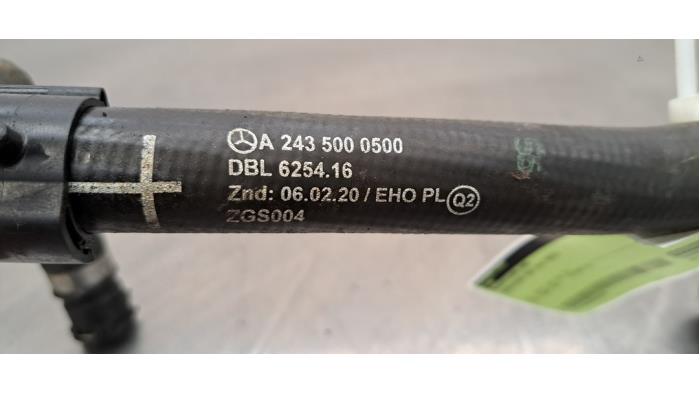 A 243 500 0500
DBL 6254.16
Znd: 06.02.20 / EHO PL Q2
ZGS004